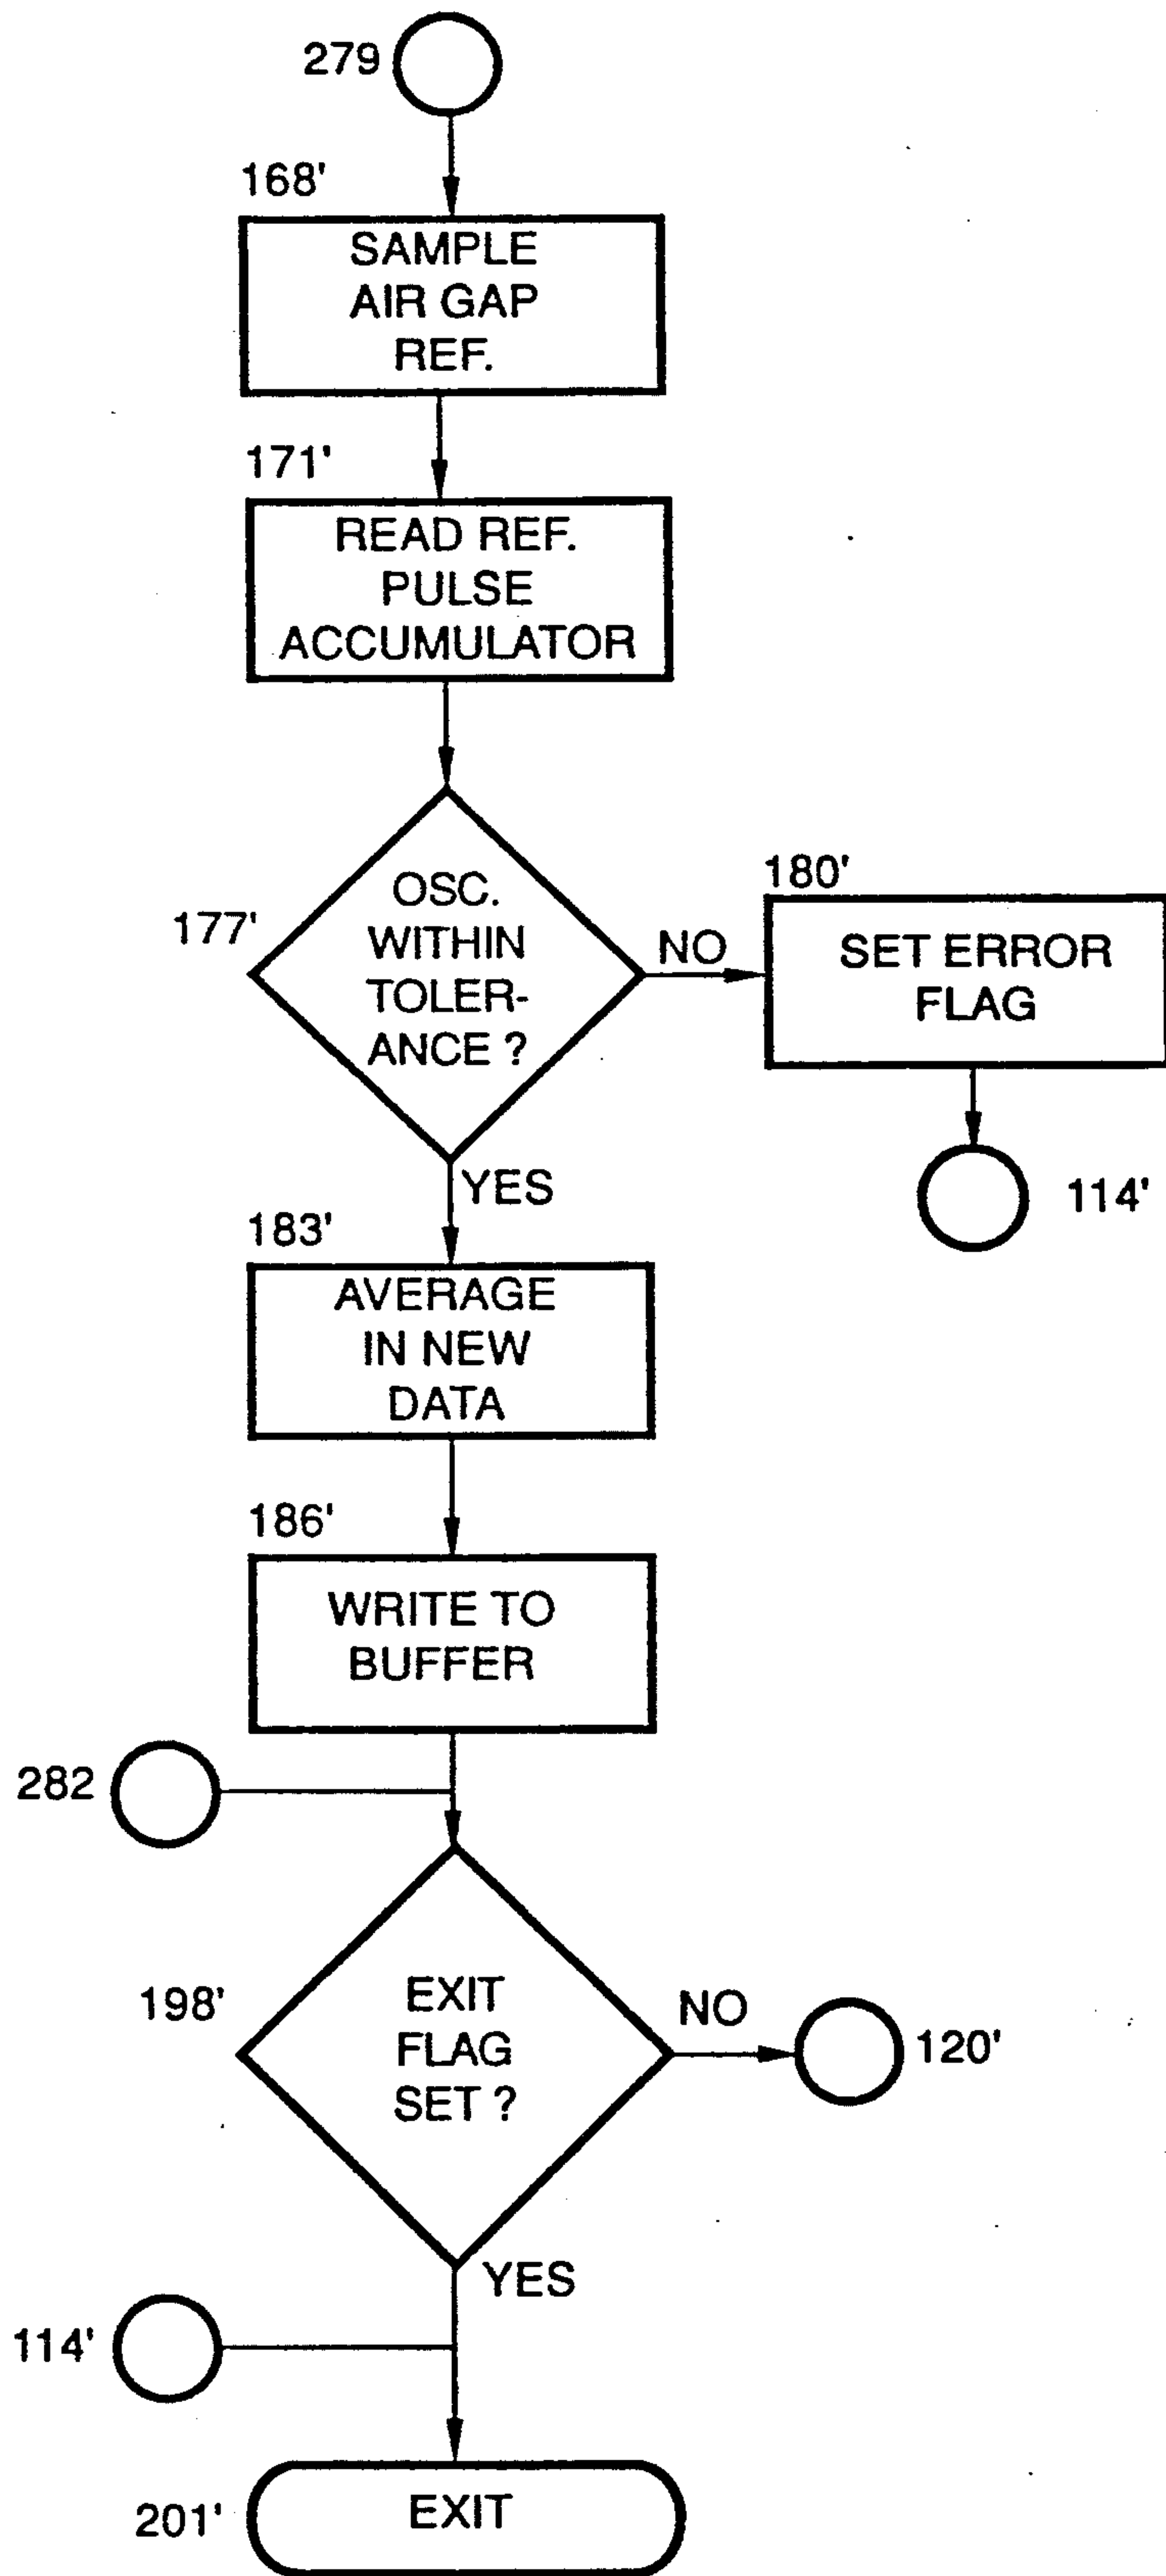 279
168'
SAMPLE
AIR GAP
REF.
171'
READ REF.
PULSE
ACCUMULATOR
177'
OSC.
WITHIN
TOLER-
ANCE ?
NO
180'
SET ERROR
FLAG
114'
YES
183'
AVERAGE
IN NEW
DATA
186'
WRITE TO
BUFFER
282
198'
EXIT
FLAG
SET ?
NO
120'
YES
114'
201'
EXIT